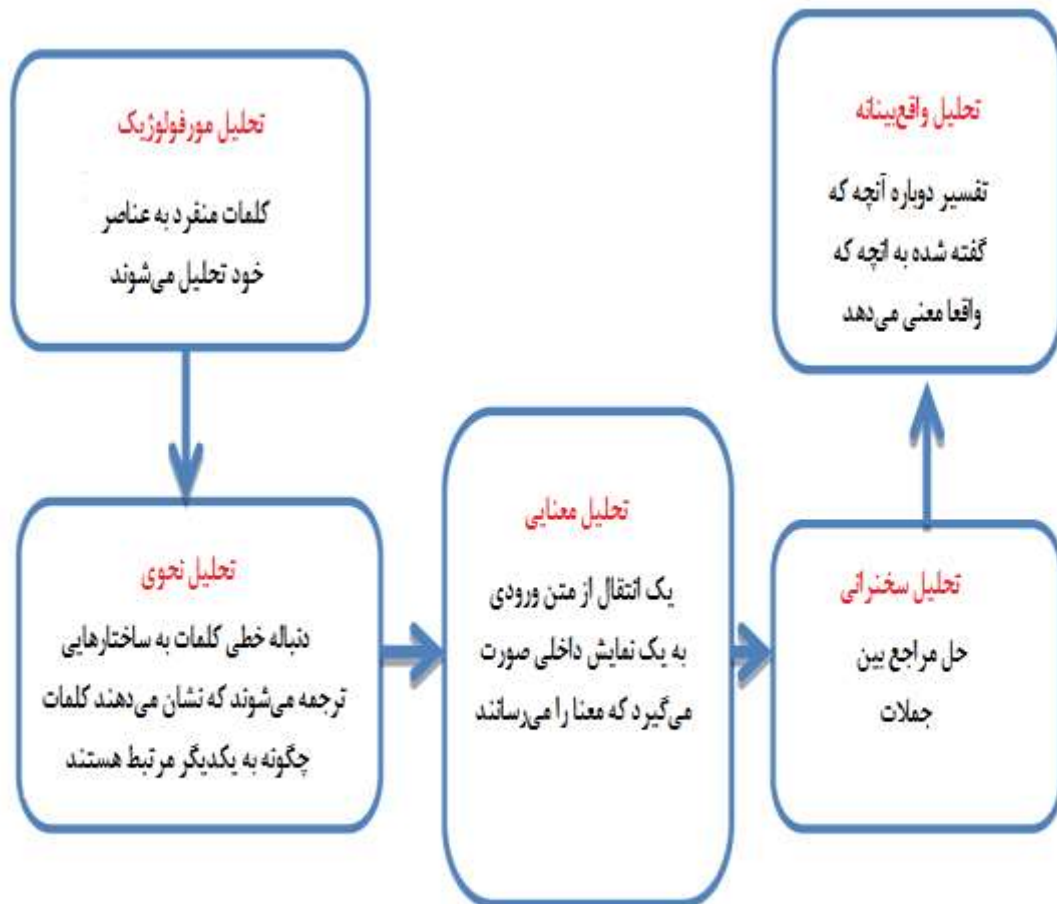 تحلیل مورفولوژیک
کلمات منفرد به عناصر
خود تحلیل می‌شوند
تحلیل نحوی
دنباله خطی کلمات به ساختارهایی
ترجمه می‌شوند که نشان می‌دهند کلمات
چگونه به یکدیگر مرتبط هستند
تحلیل معنایی
یک انتقال از متن ورودی
به یک نمایش داخلی صورت
می‌گیرد که معنا را می‌رسانند
تحلیل سخنرانی
حل مراجع بین
جملات
تحلیل واقع‌بینانه
تفسیر دوباره آنچه که
گفته شده به انچه که
واقعا معنی می‌دهد